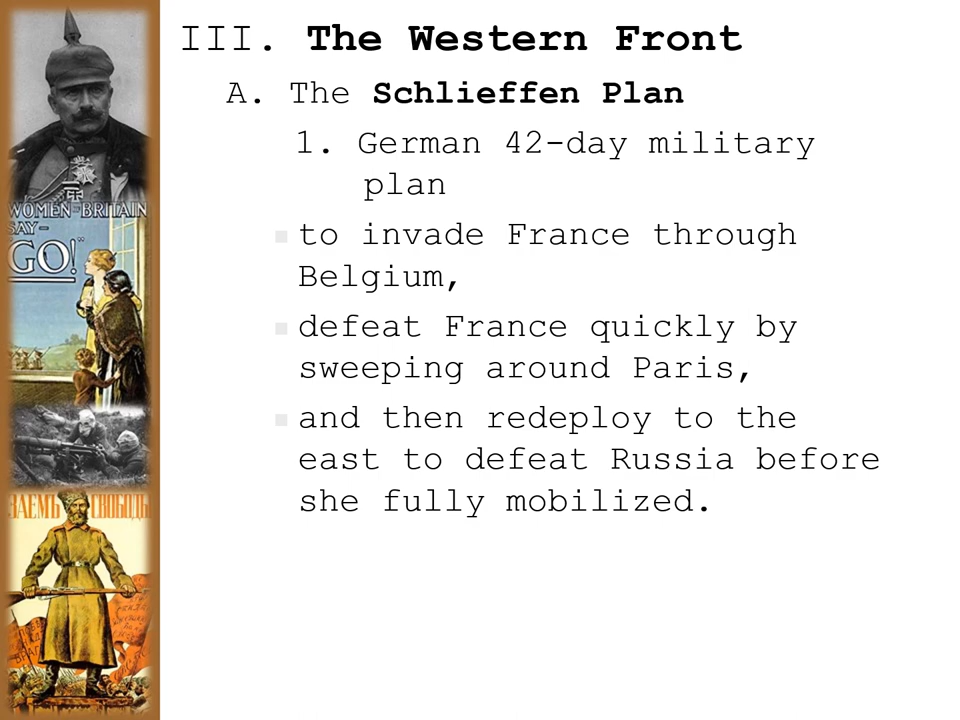 III. The Western Front
A. The Schlieffen Plan
1. German 42-day military
plan
to invade France through
Belgium,
defeat France quickly by
sweeping around Paris,
and then redeploy to the
east to defeat Russia before
she fully mobilized.
WOMEN OF BRITAIN
SAY-
"GO!"
ЗАЕМЪ СВОБОДЫ